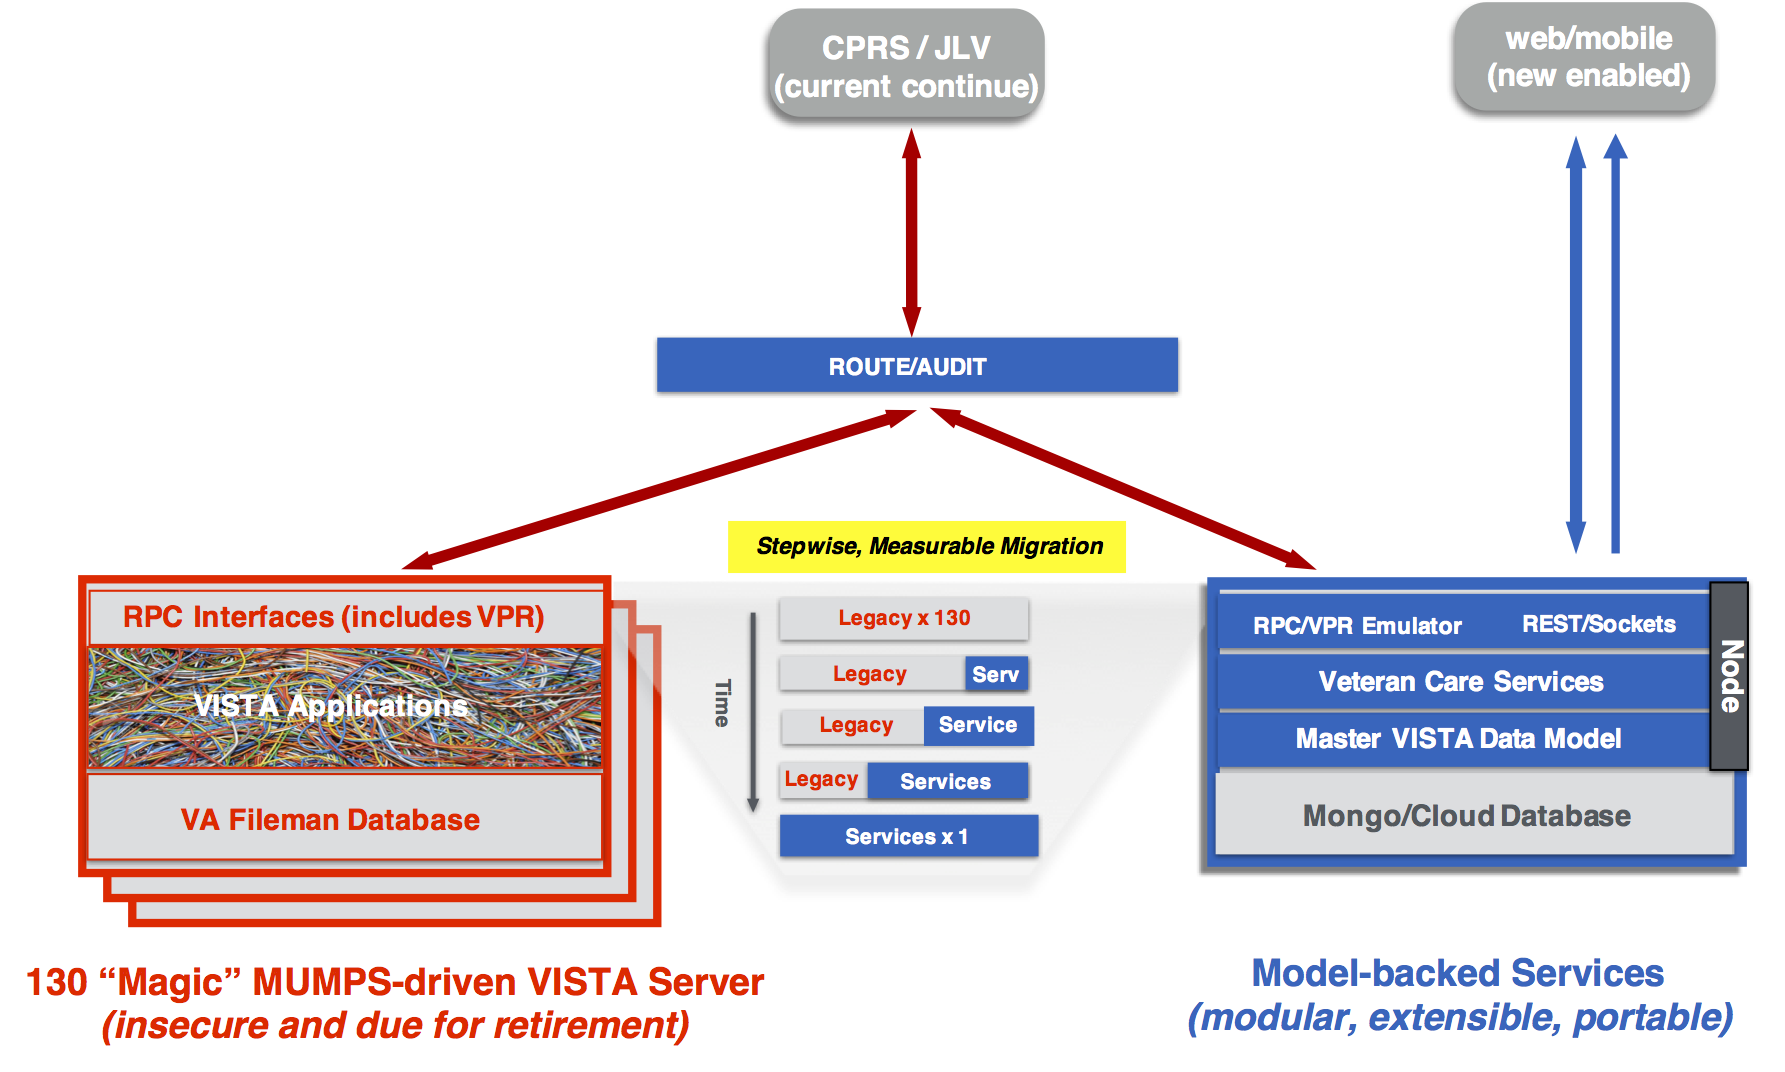 CPRS / JLV
(current continue)
web/mobile
(new enabled)
ROUTE/AUDIT
Stepwise, Measurable Migration
RPC Interfaces (includes VPR)
VISTA Applications
VA Fileman Database
Time
Legacy x 130
Legacy Serv
Legacy Service
Legacy Services
Services x 1
RPC/VPR Emulator REST/Sockets
Veteran Care Services
Master VISTA Data Model
Node
Mongo/Cloud Database
130 “Magic” MUMPS-driven VISTA Server
(insecure and due for retirement)
Model-backed Services
(modular, extensible, portable)